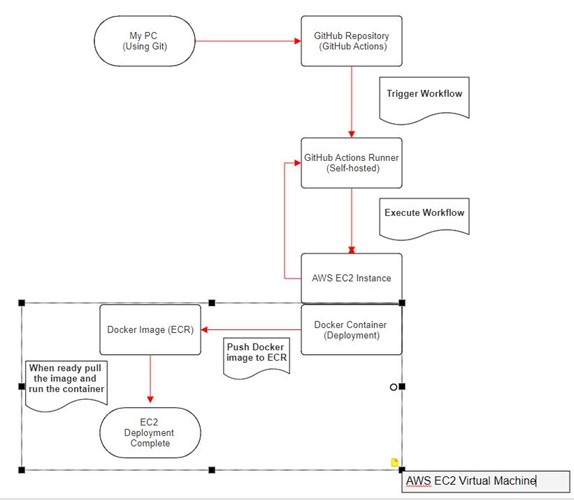 My PC
(Using GIt)
GitHub Repository
(GitHub Actions)
Trigger Workflow
GitHub Actions Runner
(Self-hosted)
Execute Workflow
AWS EC2 Instance
Docker Image (ECR)
Docker Container
(Deployment)
Push Docker
image to ECR
When ready pull
the image and
run the container
EC2
Deployment
Complete
AWS EC2 Virtual Machine